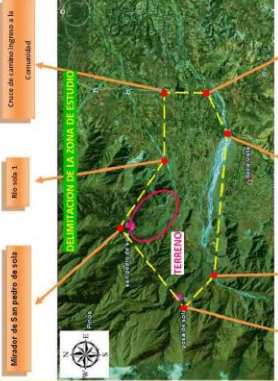 Cruce de camino ingreso a la
Comunidad
Rio sola 1
Mirador de San pedro de sola
DELIMITACION DE LA ZONA DE ESTUDIO
TERRENO
N
S